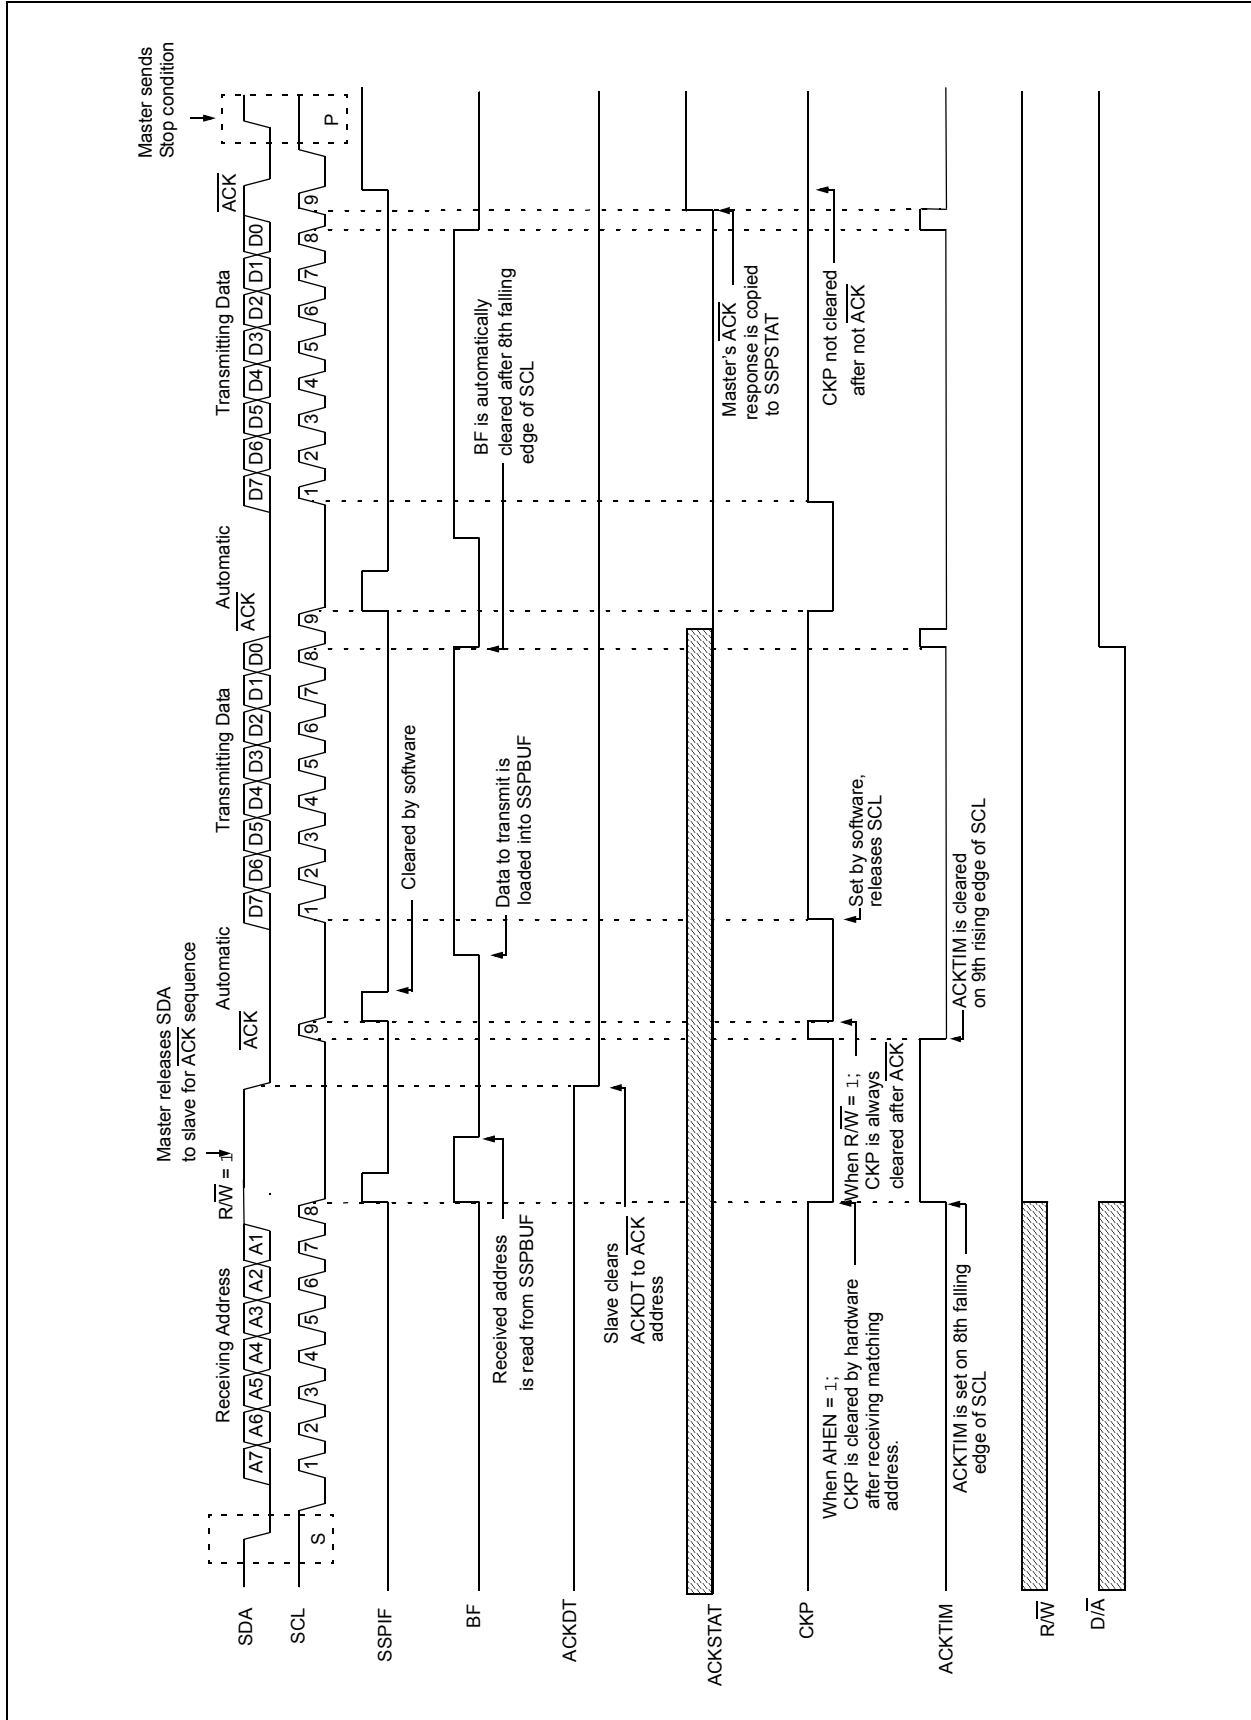 Master releases SDA
to slave for ACK sequence
Master sends
Stop condition
Receiving Address
R/W = 1
ACK
Automatic
Transmitting Data
ACK
Automatic
Transmitting Data
ACK
SDA
A7 A6 A5 A4 A3 A2 A1
D7 D6 D5 D4 D3 D2 D1 D0
D7 D6 D5 D4 D3 D2 D1 D0
SCL
1 2 3 4 5 6 7 8 9
1 2 3 4 5 6 7 8 9
1 2 3 4 5 6 7 8 9
S
P
SSPIF
Cleared by software
BF
Received address
is read from SSPBUF
Data to transmit is
loaded into SSPBUF
BF is automatically
cleared after 8th falling
edge of SCL
ACKDT
Slave clears
ACKDT to ACK
address
ACKSTAT
Master's ACK
response is copied
to SSPSTAT
CKP
When AHEN = 1;
CKP is cleared by hardware
after receiving matching
address.
When R/W = 1;
CKP is always
cleared after ACK
Set by software,
releases SCL
CKP not cleared
after not ACK
ACKTIM
ACKTIM is set on 8th falling
edge of SCL
ACKTIM is cleared
on 9th rising edge of SCL
R/W
D/A